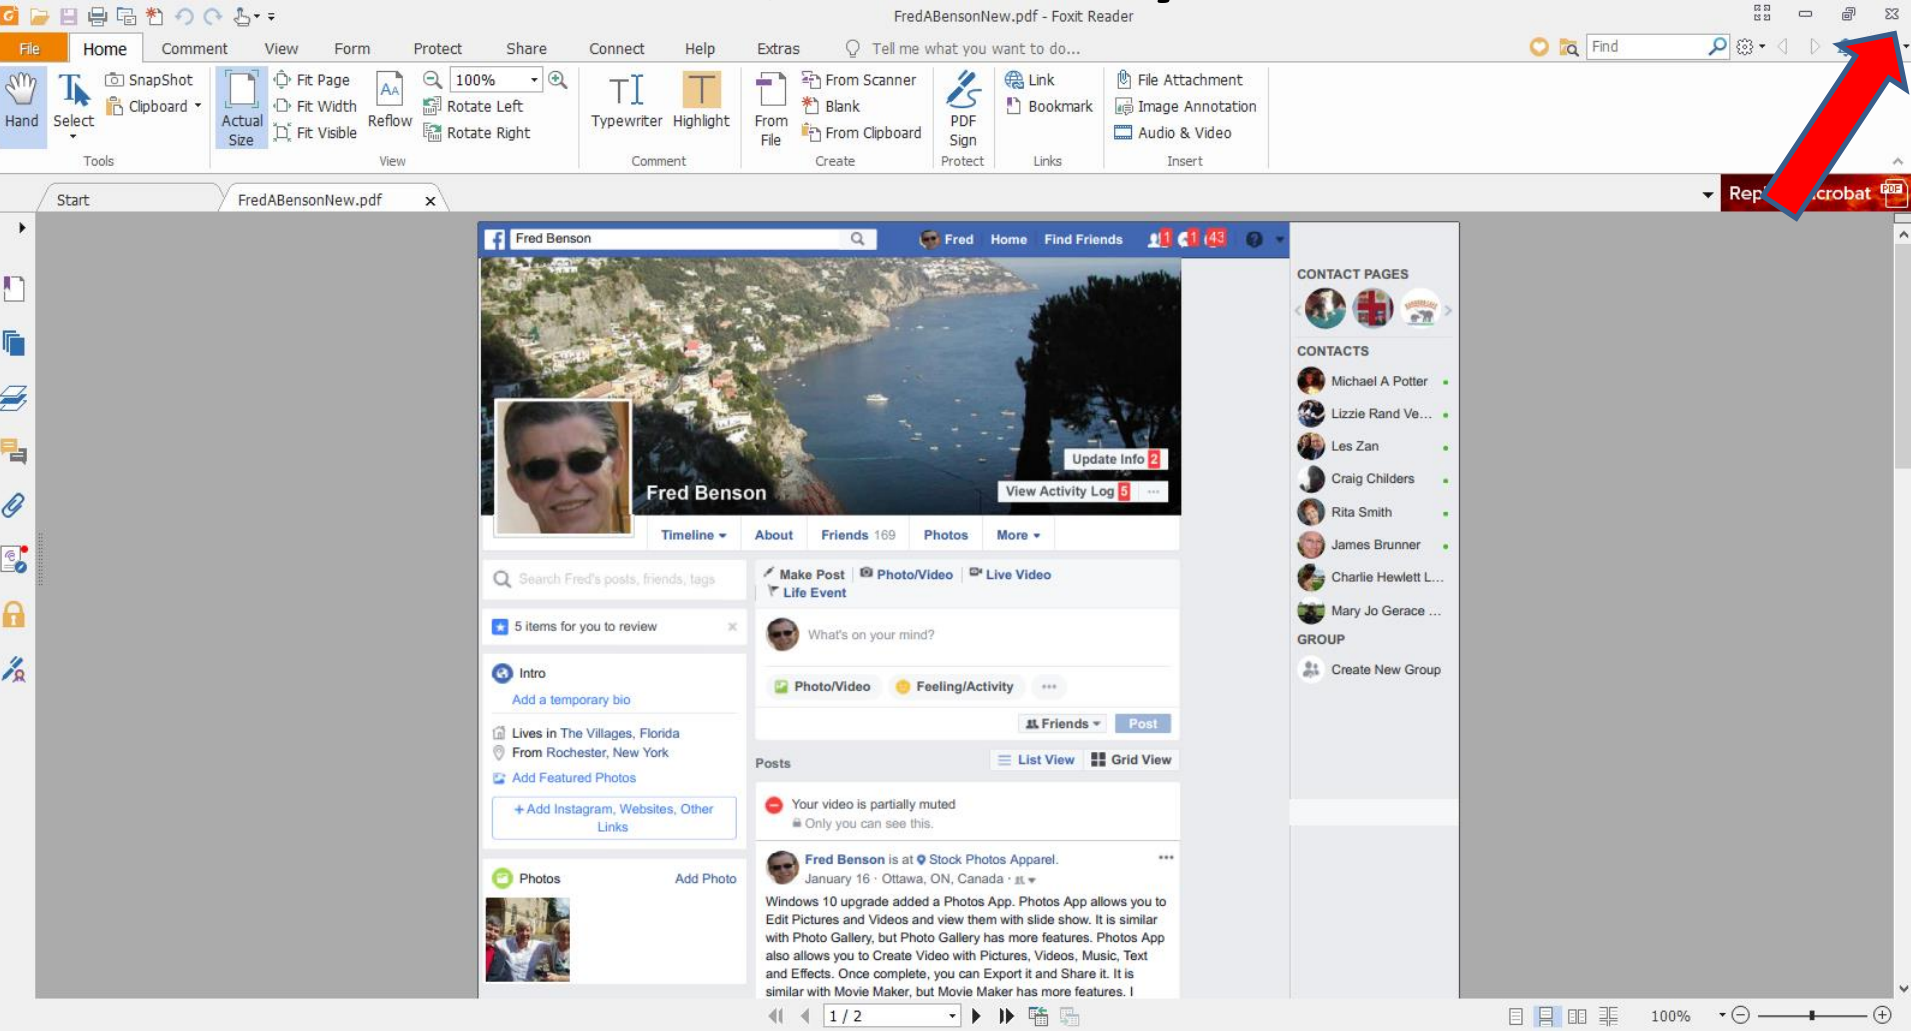 FredABensonNew.pdf - Foxit Reader
File Home Comment View Form Protect Share Connect Help Extras Tell me what you want to do... Find
Hand
Select
SnapShot
Clipboard
Tools
Actual
Size
Fit Page
Fit Width
Fit Visible
Reflow
100%
Rotate Left
Rotate Right
View
Typewriter
Highlight
Comment
From
File
From Scanner
Blank
From Clipboard
Create
PDF
Sign
Protect
Link
Bookmark
Links
File Attachment
Image Annotation
Audio & Video
Insert
Start FredABensonNew.pdf x
PDF
Fred Benson
Fred Home Find Friends 1 1 43
Fred Benson
Update Info 2
View Activity Log 5 ...
Timeline About Friends 169 Photos More
Search Fred's posts, friends, tags
5 items for you to review
Intro
Add a temporary bio
Lives in The Villages, Florida
From Rochester, New York
Add Featured Photos
+ Add Instagram, Websites, Other
Links
Photos Add Photo
Make Post Photo/Video Live Video
Life Event
What's on your mind?
Photo/Video Feeling/Activity ...
Friends Post
Posts List View Grid View
Your video is partially muted
Only you can see this.
Fred Benson is at Stock Photos Apparel. ...
January 16 · Ottawa, ON, Canada ·
Windows 10 upgrade added a Photos App. Photos App allows you to
Edit Pictures and Videos and view them with slide show. It is similar
with Photo Gallery, but Photo Gallery has more features. Photos App
also allows you to Create Video with Pictures, Videos, Music, Text
and Effects. Once complete, you can Export it and Share it. It is
similar with Movie Maker, but Movie Maker has more features. I
CONTACT PAGES
CONTACTS
Michael A Potter
Lizzie Rand Ve...
Les Zan
Craig Childers
Rita Smith
James Brunner
Charlie Hewlett L...
Mary Jo Gerace ...
GROUP
Create New Group
1 / 2
100%